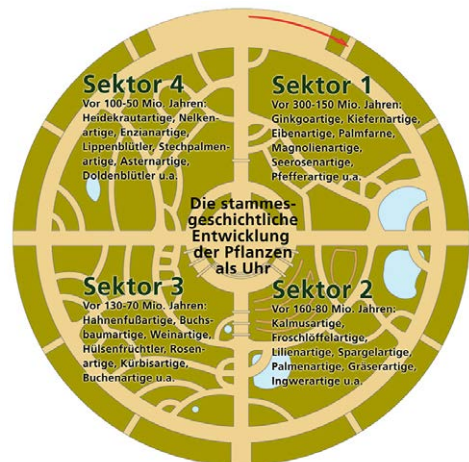 Sektor 4
Vor 100-50 Mio. Jahren:
Heidekrautartige, Nelken-
artige, Enzianartige,
Lippenblütler, Stechpalmen-
artige, Asternartige,
Doldenblütler u.a.
Sektor 1
Vor 300-150 Mio. Jahren:
Ginkgoartige, Kiefernartige,
Eibenartige, Palmfarne,
Magnolienartige,
Seerosenartige,
Pfefferartige u.a.
Die stammes-
geschichtliche
Entwicklung
der Pflanzen
als Uhr
Sektor 3
Vor 130-70 Mio. Jahren:
Hahnenfußartige, Buchs-
baumartige, Weinartige,
Hülsenfrüchtler, Rosen-
artige, Kürbisartige,
Buchenartige u.a.
Sektor 2
Vor 160-80 Mio. Jahren:
Kalmusartige,
Froschlöffelartige,
Lilienartige, Spargelartige,
Palmenartige, Gräserartige,
Ingwerartige u.a.